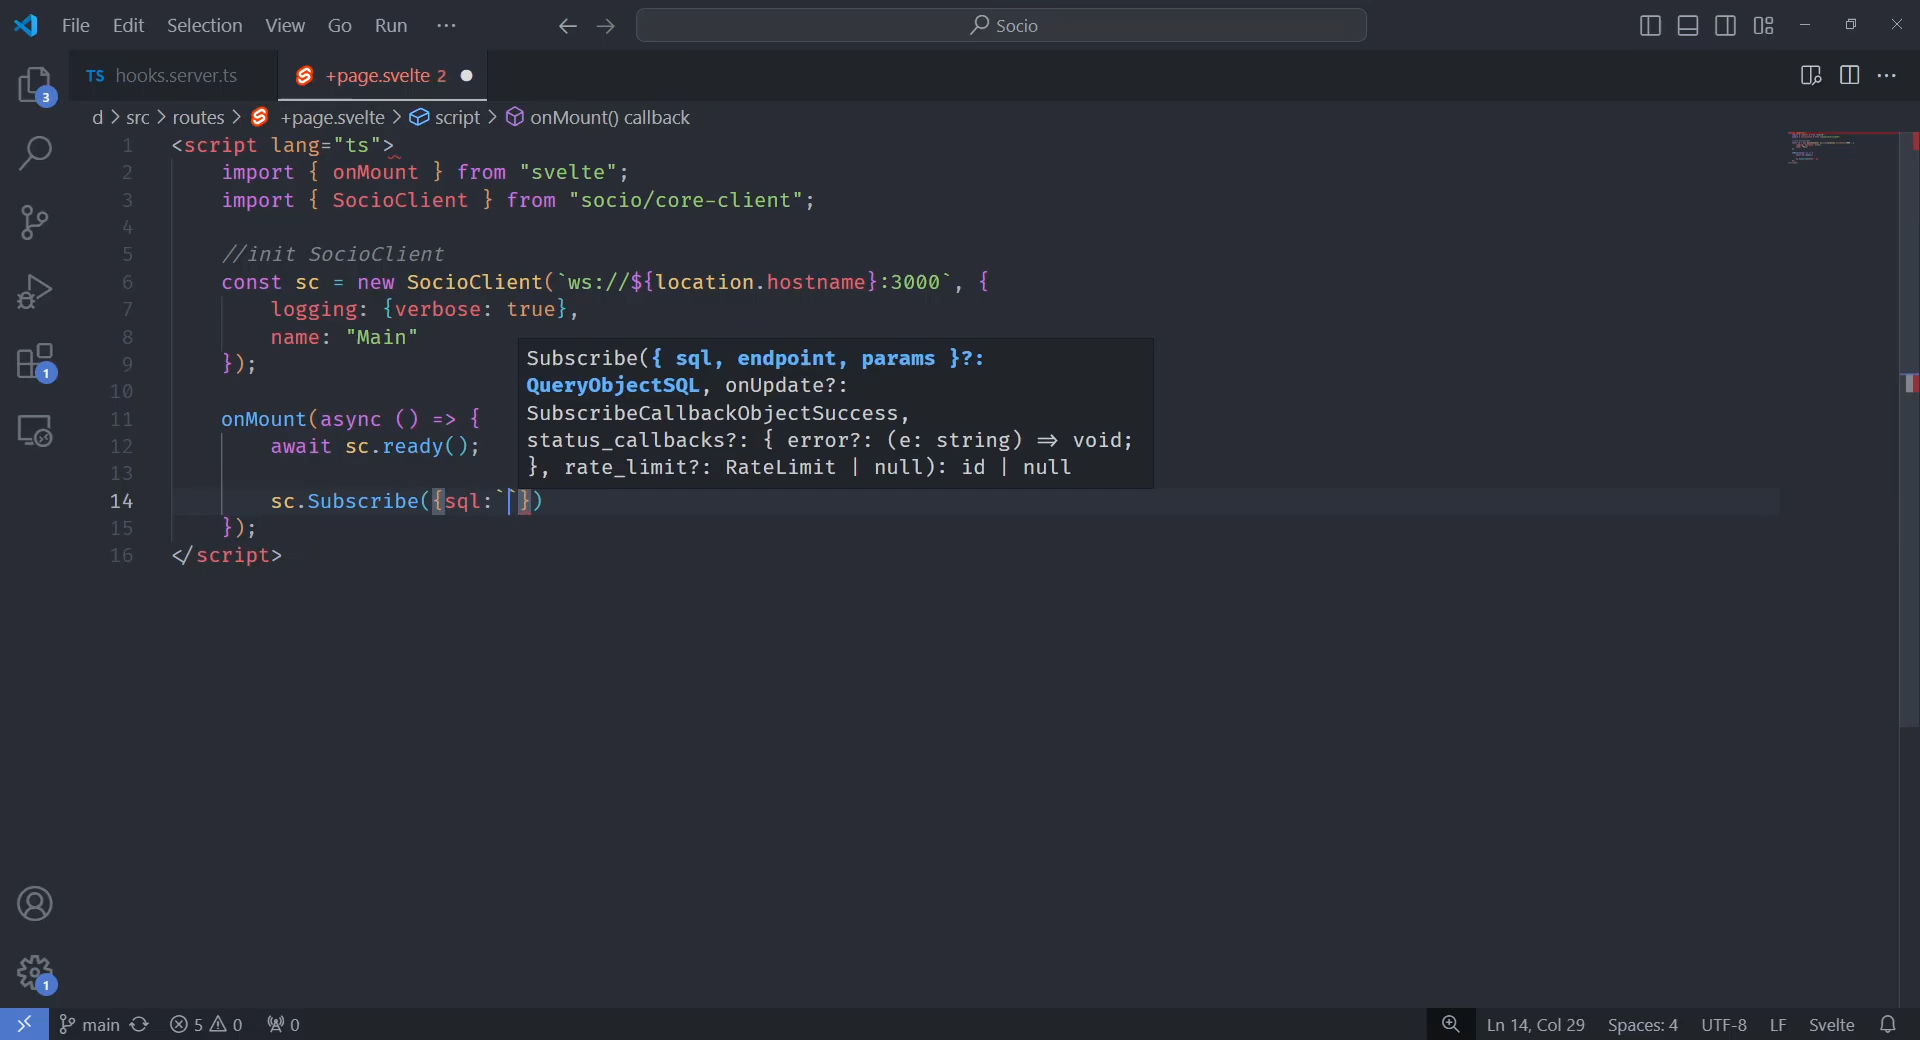 File Edit Selection View Go Run ··· Socio
TS hooks.server.ts +page.svelte 2
d > src > routes > +page.svelte > script > onMount() callback
1 <script lang="ts">
2 import { onMount } from "svelte";
3 import { SocioClient } from "socio/core-client";
4
5 //init SocioClient
6 const sc = new SocioClient(`ws://${location.hostname}:3000`, {
7 logging: {verbose: true},
8 name: "Main"
9 });
10
11 onMount(async () => {
12 await sc.ready();
13
14 sc.Subscribe({sql:``})
15 });
16 </script>
Subscribe({ sql, endpoint, params }?:
QueryObjectSQL, onUpdate?:
SubscribeCallbackObjectSuccess,
status_callbacks?: { error?: (e: string) => void;
}, rate_limit?: RateLimit | null): id | null
3
1
1
main 5 0 0 Ln 14, Col 29 Spaces: 4 UTF-8 LF Svelte